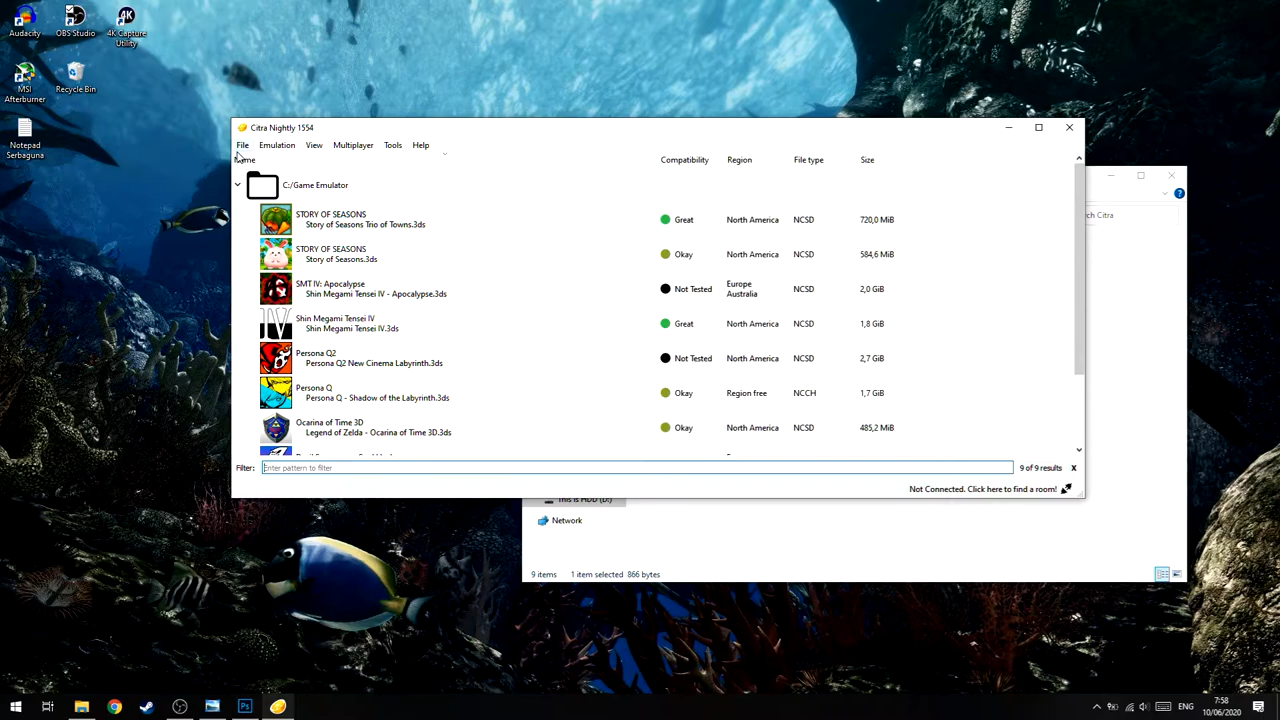 Audacity
OBS Studio
4K Capture
Utility
MSI
Afterburner
Recycle Bin
Notepad
Serbaguna
Citra Nightly 1554
File Emulation View Multiplayer Tools Help
Compatibility Region File type Size
C:/Game Emulator
STORY OF SEASONS
Story of Seasons Trio of Towns.3ds
Great North America NCSD 720,0 MiB
STORY OF SEASONS
Story of Seasons.3ds
Okay North America NCSD 584,6 MiB
SMT IV: Apocalypse
Shin Megami Tensei IV - Apocalypse.3ds
Not Tested Europe
Australia
NCSD 2,0 GiB
Shin Megami Tensei IV
Shin Megami Tensei IV.3ds
Great North America NCSD 1,8 GiB
Persona Q2
Persona Q2 New Cinema Labyrinth.3ds
Not Tested North America NCSD 2,7 GiB
Persona Q
Persona Q - Shadow of the Labyrinth.3ds
Okay Region free NCCH 1,7 GiB
Ocarina of Time 3D
Legend of Zelda - Ocarina of Time 3D.3ds
Okay North America NCSD 485,2 MiB
Filter: Enter pattern to filter 9 of 9 results X
Not Connected. Click here to find a room!
ch Citra
This is HDD (D:)
Network
9 items 1 item selected 866 bytes
ENG
7:58
10/06/2020